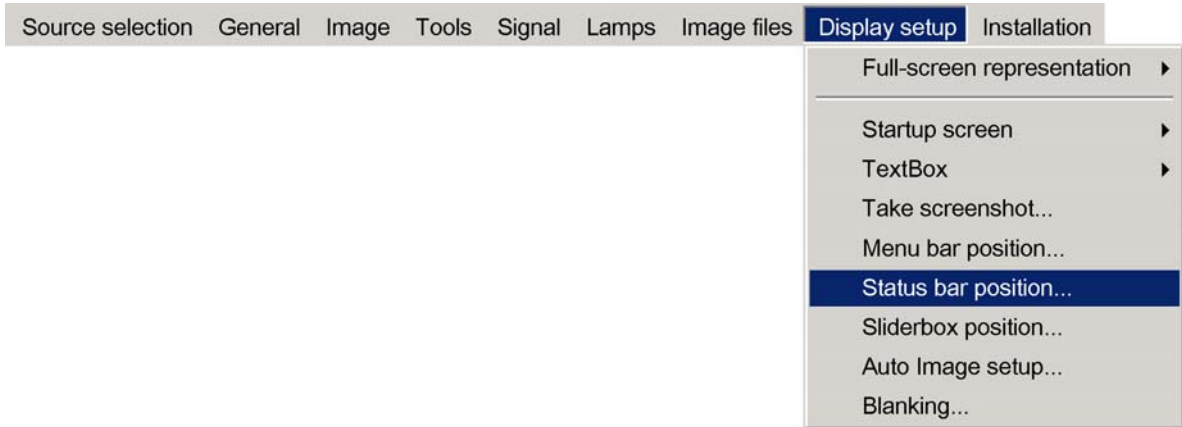 Source selection General Image Tools Signal Lamps Image files Display setup Installation
Full-screen representation
Startup screen
TextBox
Take screenshot...
Menu bar position...
Status bar position...
Sliderbox position...
Auto Image setup...
Blanking...